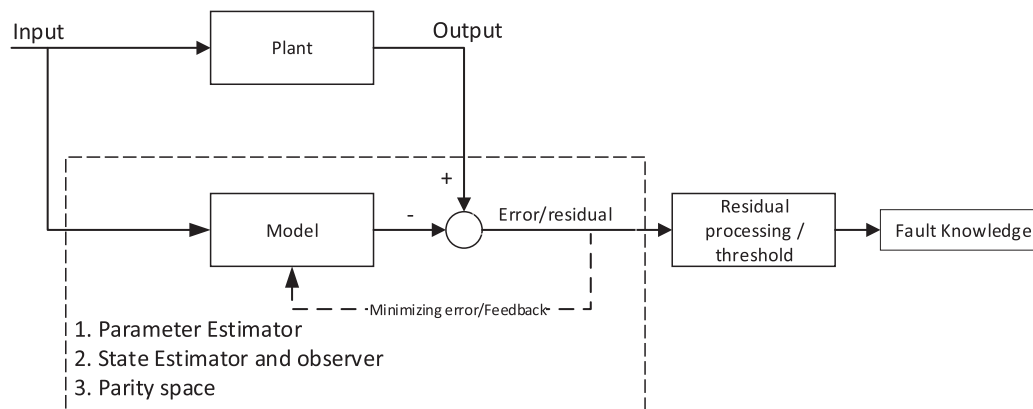 Input
Plant
Output
+
Model
-
Error/residual
Residual
processing /
threshold
Fault Knowledge
Minimizing error/Feedback
1. Parameter Estimator
2. State Estimator and observer
3. Parity space